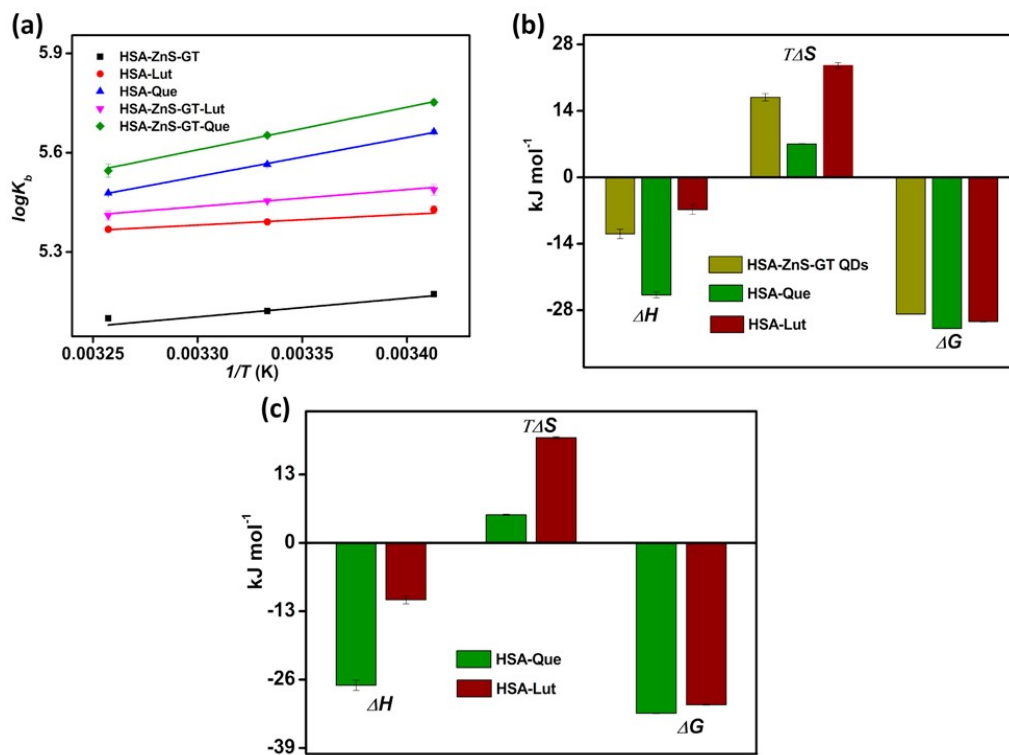 (a)
HSA-ZnS-GT
HSA-Lut
HSA-Que
HSA-ZnS-GT-Lut
HSA-ZnS-GT-Que
5.9
5.6
5.3
logK_b
0.00325 0.00330 0.00335 0.00340
1/T (K)
(b)
28
14
0
-14
-28
kJ mol⁻¹
TΔS
HSA-ZnS-GT QDs
HSA-Que
HSA-Lut
ΔH
ΔG
(c)
13
0
-13
-26
-39
kJ mol⁻¹
TΔS
HSA-Que
HSA-Lut
ΔH
ΔG